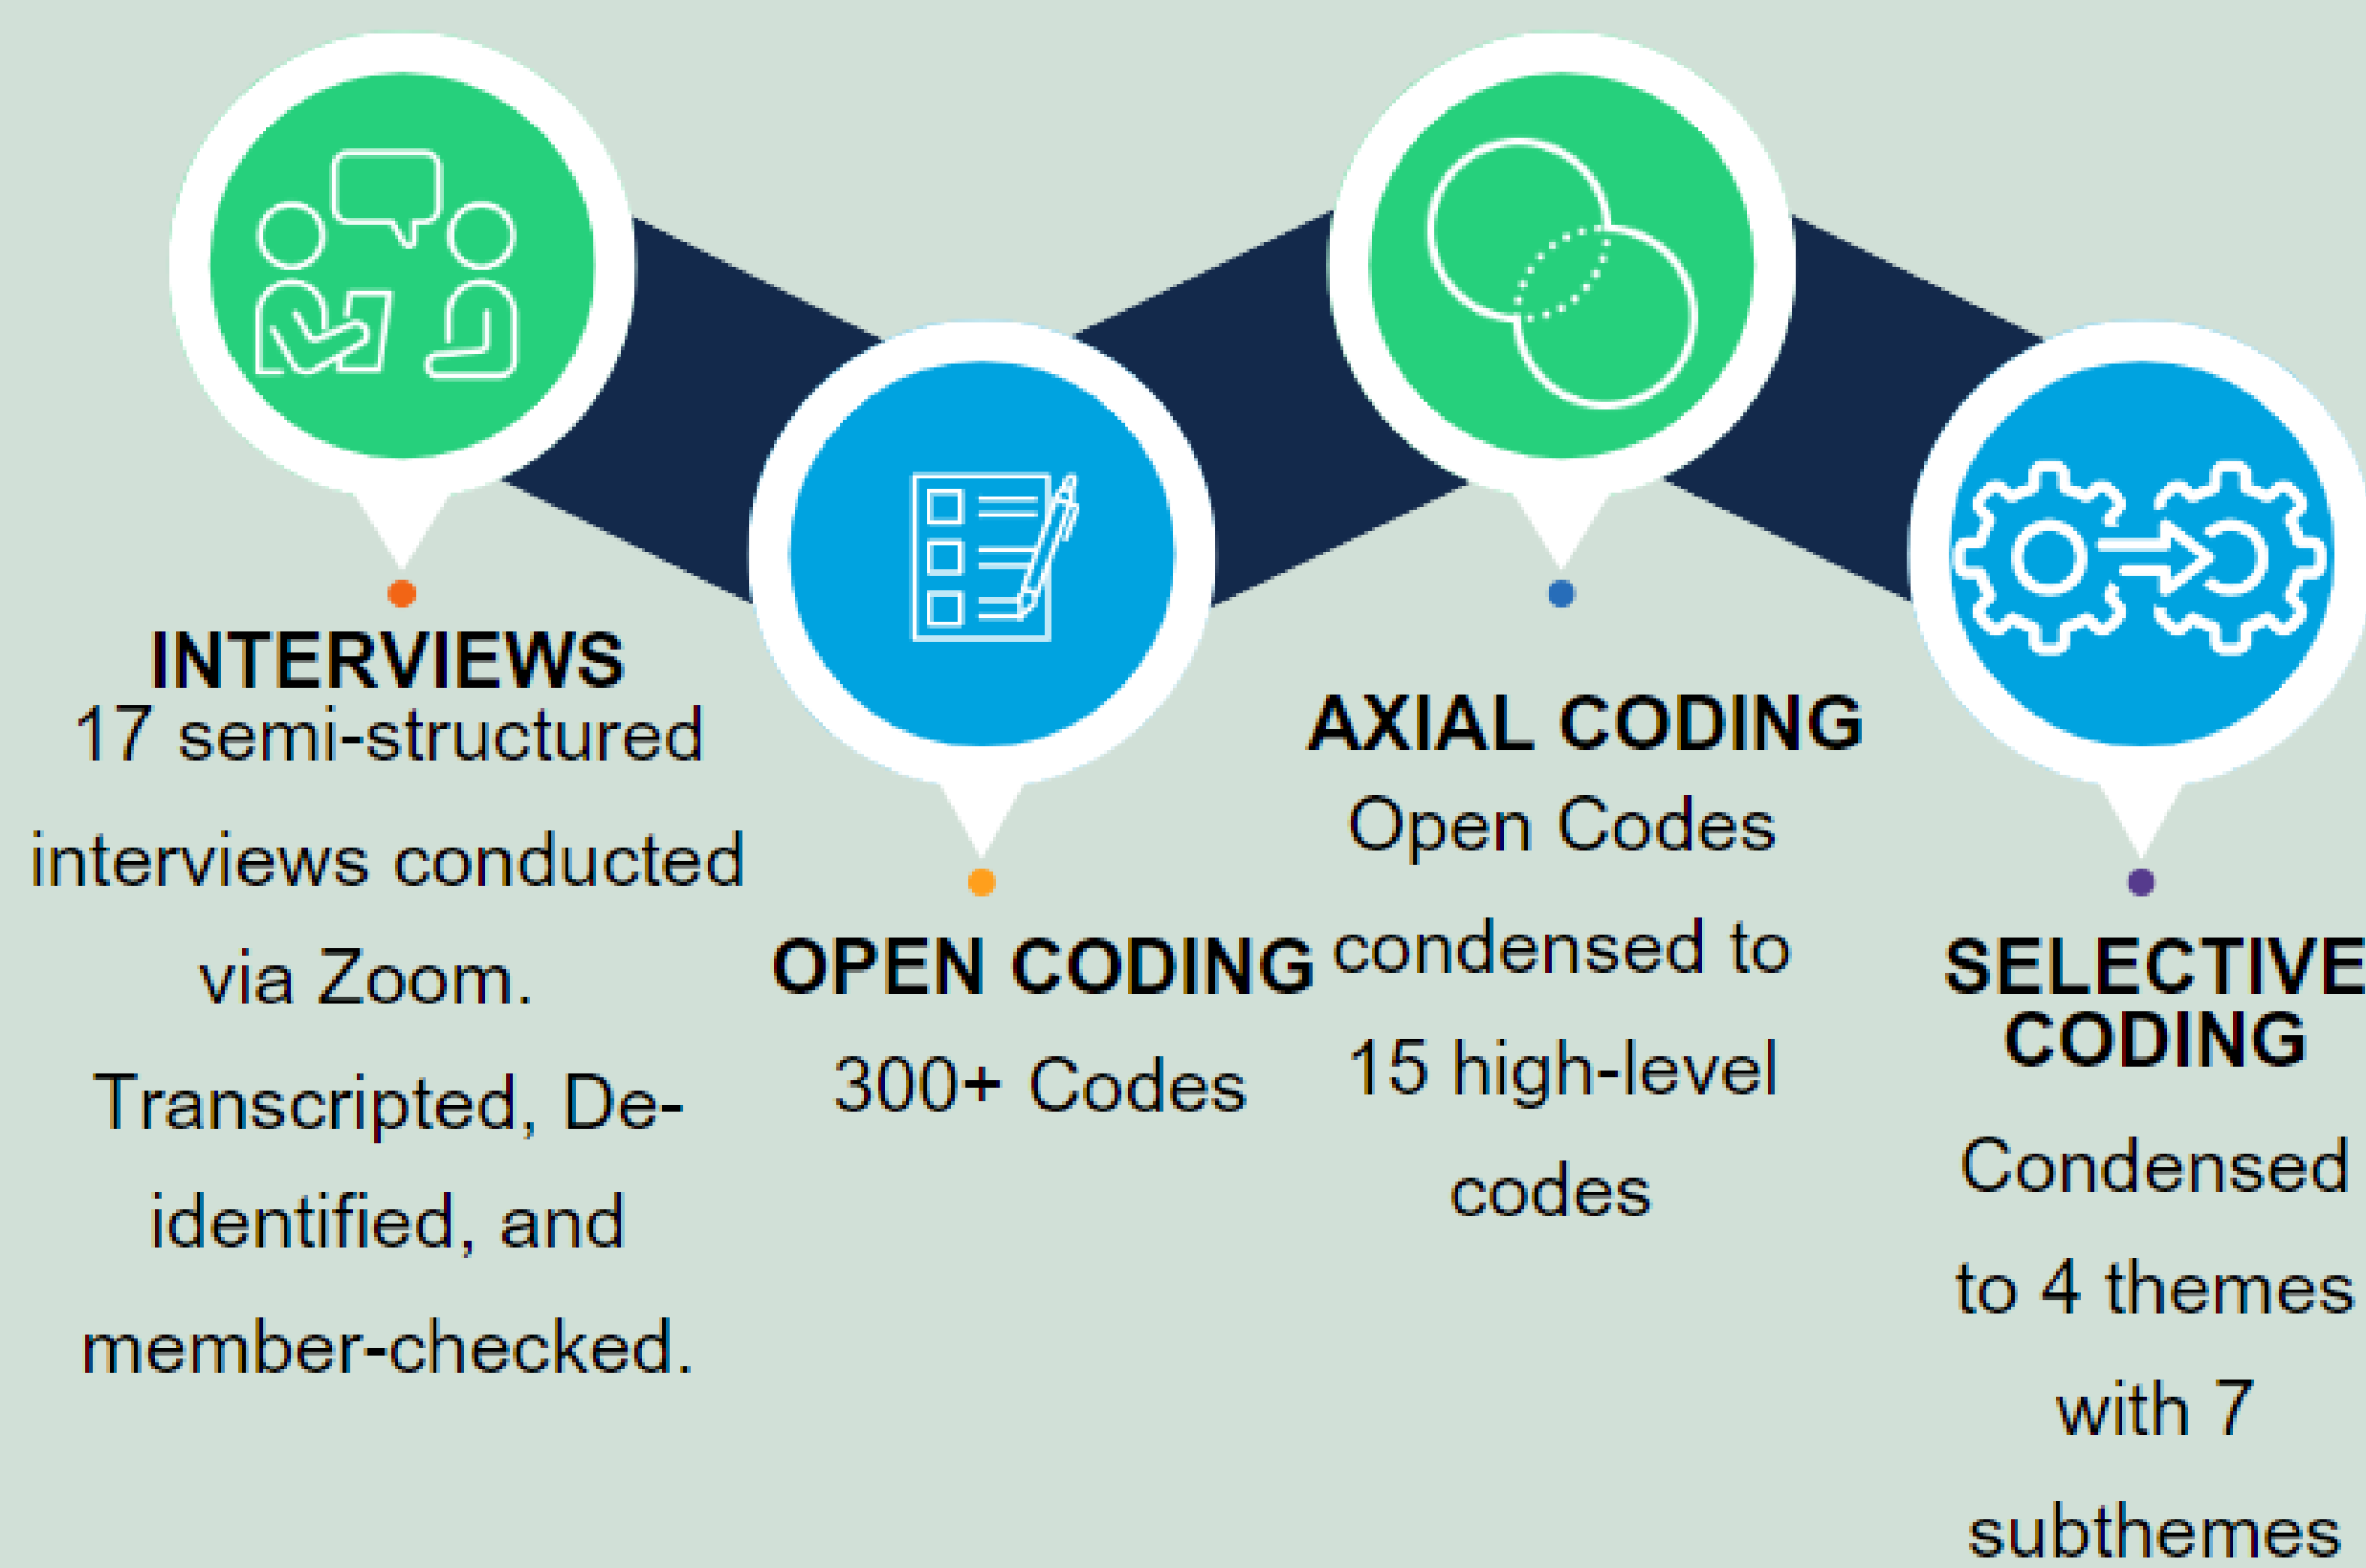 INTERVIEWS
17 semi-structured
interviews conducted
via Zoom.
Transcripted, De-
identified, and
member-checked.
OPEN CODING
300+ Codes
AXIAL CODING
Open Codes
condensed to
15 high-level
codes
SELECTIVE
CODING
Condensed
to 4 themes
with 7
subthemes